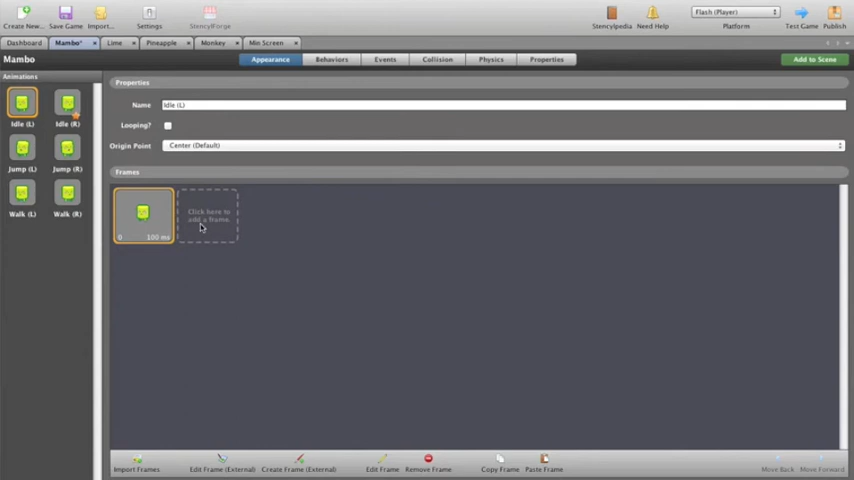 Create New... Save Game Import... Settings StencylForge Stencylpedia Need Help? Flash (Player) Platform Test Game Publish
Dashboard Mambo* × Lime × Pineapple × Monkey × Min Screen ×
Mambo Appearance Behaviors Events Collision Physics Properties Add to Scene
Animations
Idle (L) Idle (R)
Jump (L) Jump (R)
Walk (L) Walk (R)
Properties
Name Idle (L)
Looping?
Origin Point Center (Default)
Frames
Click here to
add a frame.
0 100 ms
Import Frames Edit Frame (External) Create Frame (External) Edit Frame Remove Frame Copy Frame Paste Frame Move Back Move Forward